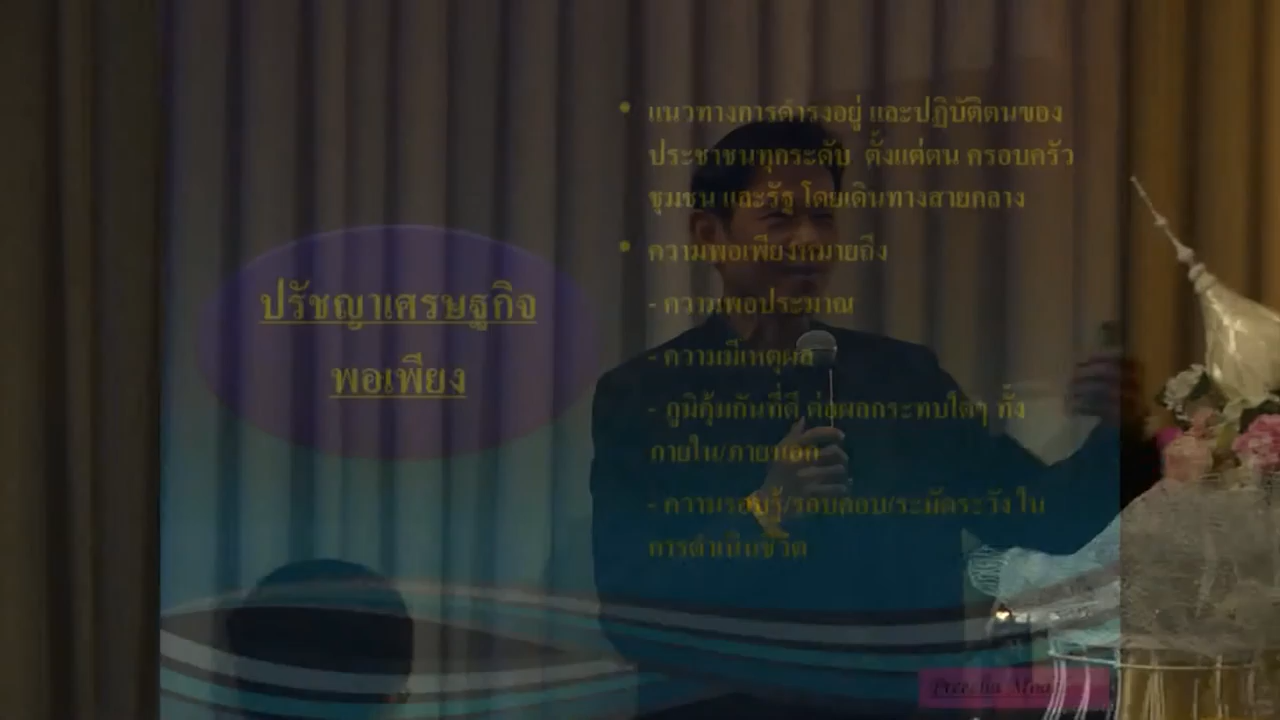 ปรัชญาเศรษฐกิจ
พอเพียง
• แนวทางการดำรงอยู่ และปฏิบัติตนของ
ประชาชนทุกระดับ ตั้งแต่ตน ครอบครัว
ชุมชน และรัฐ โดยเดินทางสายกลาง
• ความพอเพียงหมายถึง
- ความพอประมาณ
- ความมีเหตุผล
- ภูมิคุ้มกันที่ดี ต่อผลกระทบใดๆ ทั้ง
ภายใน/ภายนอก
- ความรอบรู้/รอบคอบ/ระมัดระวัง ใน
การดำเนินชีวิต
Preecha